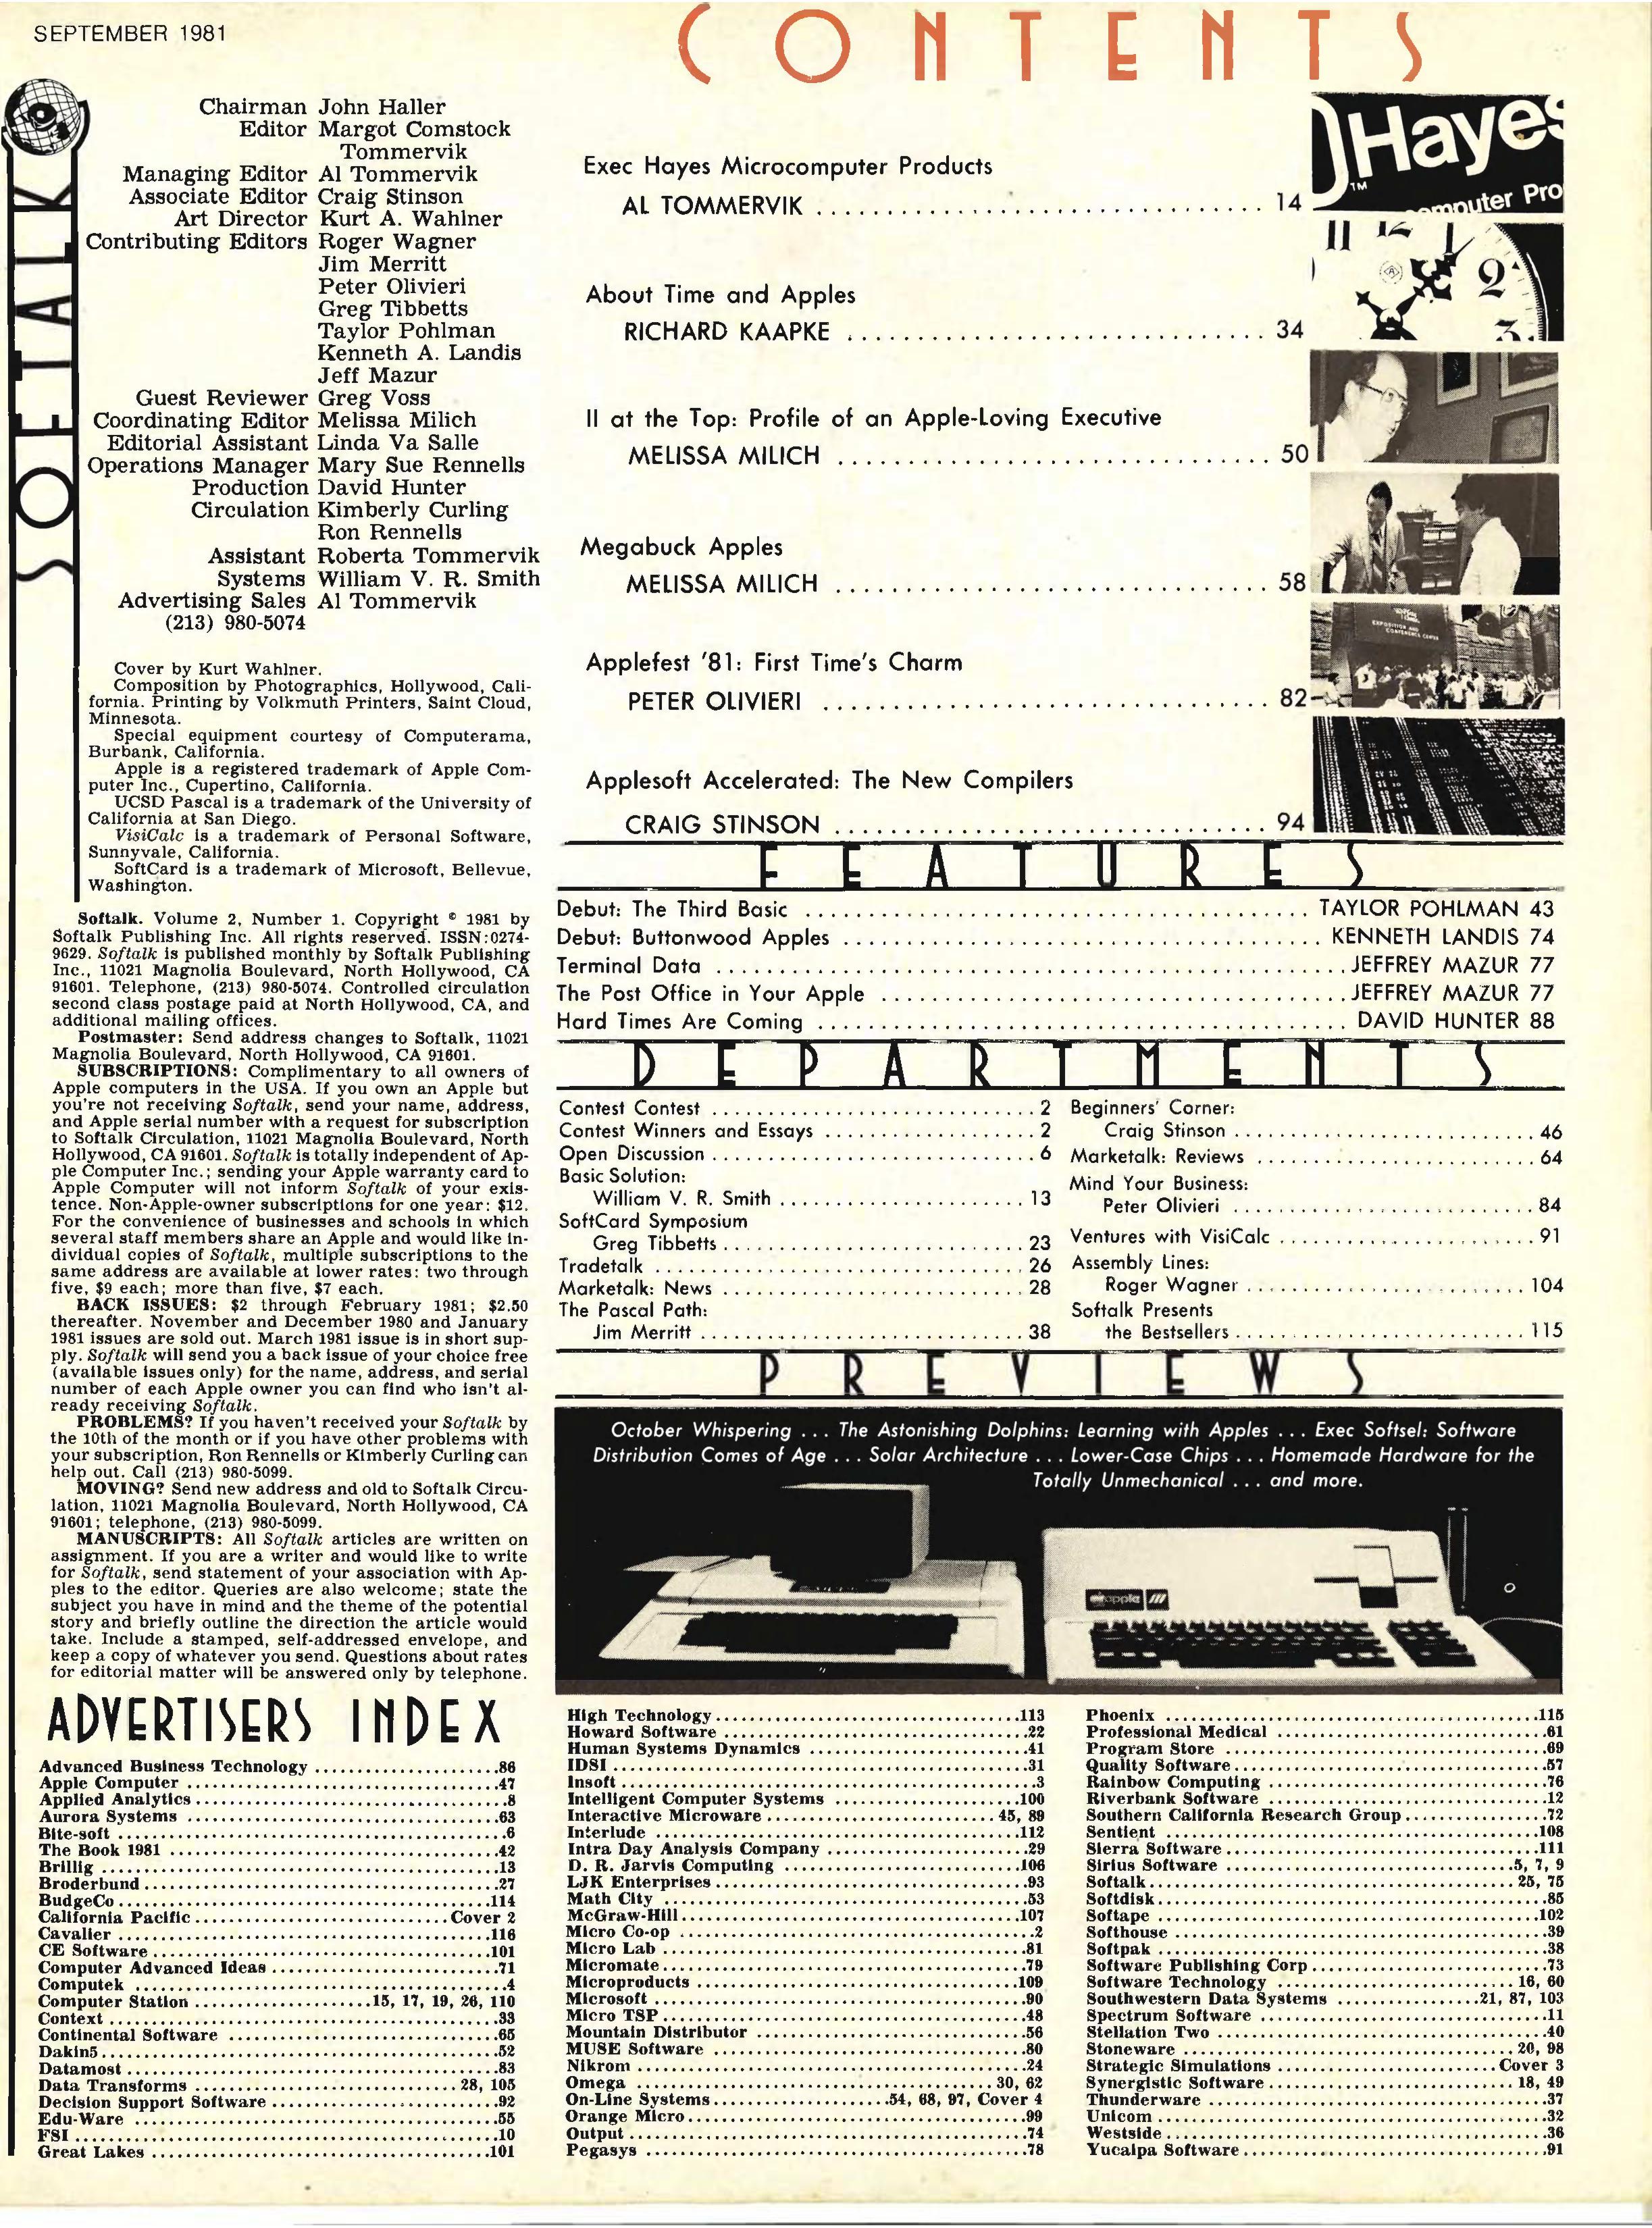 SEPTEMBER 1981
CONTENTS
SOFTALK
Chairman John Haller
Editor Margot Comstock
Tommervik
Managing Editor Al Tommervik
Associate Editor Craig Stinson
Art Director Kurt A. Wahlner
Contributing Editors Roger Wagner
Jim Merritt
Peter Olivieri
Greg Tibbetts
Taylor Pohlman
Kenneth A. Landis
Jeff Mazur
Guest Reviewer Greg Voss
Coordinating Editor Melissa Milich
Editorial Assistant Linda Va Salle
Operations Manager Mary Sue Rennells
Production David Hunter
Circulation Kimberly Curling
Ron Rennells
Assistant Roberta Tommervik
Systems William V. R. Smith
Advertising Sales Al Tommervik
(213) 980-5074
Cover by Kurt Wahlner.
Composition by Photographics, Hollywood, Cali-
fornia. Printing by Volkmuth Printers, Saint Cloud,
Minnesota.
Special equipment courtesy of Computerama,
Burbank, California.
Apple is a registered trademark of Apple Com-
puter Inc., Cupertino, California.
UCSD Pascal is a trademark of the University of
California at San Diego.
VisiCalc is a trademark of Personal Software,
Sunnyvale, California.
SoftCard is a trademark of Microsoft, Bellevue,
Washington.
Softalk. Volume 2, Number 1. Copyright © 1981 by
Softalk Publishing Inc. All rights reserved. ISSN:0274-
9629. Softalk is published monthly by Softalk Publishing
Inc., 11021 Magnolia Boulevard, North Hollywood, CA
91601. Telephone, (213) 980-5074. Controlled circulation
second class postage paid at North Hollywood, CA, and
additional mailing offices.
Postmaster: Send address changes to Softalk, 11021
Magnolia Boulevard, North Hollywood, CA 91601.
SUBSCRIPTIONS: Complimentary to all owners of
Apple computers in the USA. If you own an Apple but
you're not receiving Softalk, send your name, address,
and Apple serial number with a request for subscription
to Softalk Circulation, 11021 Magnolia Boulevard, North
Hollywood, CA 91601. Softalk is totally independent of Ap-
ple Computer Inc.; sending your Apple warranty card to
Apple Computer will not inform Softalk of your exis-
tence. Non-Apple-owner subscriptions for one year: $12.
For the convenience of businesses and schools in which
several staff members share an Apple and would like in-
dividual copies of Softalk, multiple subscriptions to the
same address are available at lower rates: two through
five, $9 each; more than five, $7 each.
BACK ISSUES: $2 through February 1981; $2.50
thereafter. November and December 1980 and January
1981 issues are sold out. March 1981 issue is in short sup-
ply. Softalk will send you a back issue of your choice free
(available issues only) for the name, address, and serial
number of each Apple owner you can find who isn't al-
ready receiving Softalk.
PROBLEMS? If you haven't received your Softalk by
the 10th of the month or if you have other problems with
your subscription, Ron Rennells or Kimberly Curling can
help out. Call (213) 980-5099.
MOVING? Send new address and old to Softalk Circu-
lation, 11021 Magnolia Boulevard, North Hollywood, CA
91601; telephone, (213) 980-5099.
MANUSCRIPTS: All Softalk articles are written on
assignment. If you are a writer and would like to write
for Softalk, send statement of your association with Ap-
ples to the editor. Queries are also welcome; state the
subject you have in mind and the theme of the potential
story and briefly outline the direction the article would
take. Include a stamped, self-addressed envelope, and
keep a copy of whatever you send. Questions about rates
for editorial matter will be answered only by telephone.
Exec Hayes Microcomputer Products
AL TOMMERVIK .... 14
Hayes
TM
omputer Pro
About Time and Apples
RICHARD KAAPKE .... 34
11 12 1 2 3
II at the Top: Profile of an Apple-Loving Executive
MELISSA MILICH .... 50
Megabuck Apples
MELISSA MILICH .... 58
Applefest '81: First Time's Charm
PETER OLIVIERI .... 82
EXPOSITION AND
CONFERENCE CENTER
Applesoft Accelerated: The New Compilers
CRAIG STINSON .... 94
FEATURES
Debut: The Third Basic .... TAYLOR POHLMAN 43
Debut: Buttonwood Apples .... KENNETH LANDIS 74
Terminal Data .... JEFFREY MAZUR 77
The Post Office in Your Apple .... JEFFREY MAZUR 77
Hard Times Are Coming .... DAVID HUNTER 88
DEPARTMENTS
Contest Contest .... 2
Contest Winners and Essays .... 2
Open Discussion .... 6
Basic Solution:
William V. R. Smith .... 13
SoftCard Symposium
Greg Tibbetts .... 23
Tradetalk .... 26
Marketalk: News .... 28
The Pascal Path:
Jim Merritt .... 38
Beginners' Corner:
Craig Stinson .... 46
Marketalk: Reviews .... 64
Mind Your Business:
Peter Olivieri .... 84
Ventures with VisiCalc .... 91
Assembly Lines:
Roger Wagner .... 104
Softalk Presents
the Bestsellers .... 115
PREVIEWS
October Whispering ... The Astonishing Dolphins: Learning with Apples ... Exec Softsel: Software
Distribution Comes of Age ... Solar Architecture ... Lower-Case Chips ... Homemade Hardware for the
Totally Unmechanical ... and more.
apple ///
ADVERTISERS INDEX
Advanced Business Technology .... 86
Apple Computer .... 47
Applied Analytics .... 8
Aurora Systems .... 63
Bite-soft .... 6
The Book 1981 .... 42
Brillig .... 13
Broderbund .... 27
BudgeCo .... 114
California Pacific .... Cover 2
Cavalier .... 116
CE Software .... 101
Computer Advanced Ideas .... 71
Computek .... 4
Computer Station .... 15, 17, 19, 26, 110
Context .... 33
Continental Software .... 65
Dakin5 .... 52
Datamost .... 83
Data Transforms .... 28, 105
Decision Support Software .... 92
Edu-Ware .... 55
FSI .... 10
Great Lakes .... 101
High Technology .... 113
Howard Software .... 22
Human Systems Dynamics .... 41
IDSI .... 31
Insoft .... 3
Intelligent Computer Systems .... 100
Interactive Microware .... 45, 89
Interlude .... 112
Intra Day Analysis Company .... 29
D. R. Jarvis Computing .... 106
LJK Enterprises .... 93
Math City .... 53
McGraw-Hill .... 107
Micro Co-op .... 2
Micro Lab .... 81
Micromate .... 79
Microproducts .... 109
Microsoft .... 90
Micro TSP .... 48
Mountain Distributor .... 56
MUSE Software .... 80
Nikrom .... 24
Omega .... 30, 62
On-Line Systems .... 54, 68, 97, Cover 4
Orange Micro .... 99
Output .... 74
Pegasys .... 78
Phoenix .... 115
Professional Medical .... 61
Program Store .... 69
Quality Software .... 57
Rainbow Computing .... 76
Riverbank Software .... 12
Southern California Research Group .... 72
Sentient .... 108
Sierra Software .... 111
Sirius Software .... 5, 7, 9
Softalk .... 25, 75
Softdisk .... 85
Softape .... 102
Softhouse .... 39
Softpak .... 38
Software Publishing Corp .... 73
Software Technology .... 16, 60
Southwestern Data Systems .... 21, 87, 103
Spectrum Software .... 11
Stellation Two .... 40
Stoneware .... 20, 98
Strategic Simulations .... Cover 3
Synergistic Software .... 18, 49
Thunderware .... 37
Unicom .... 32
Westside .... 36
Yucaipa Software .... 91